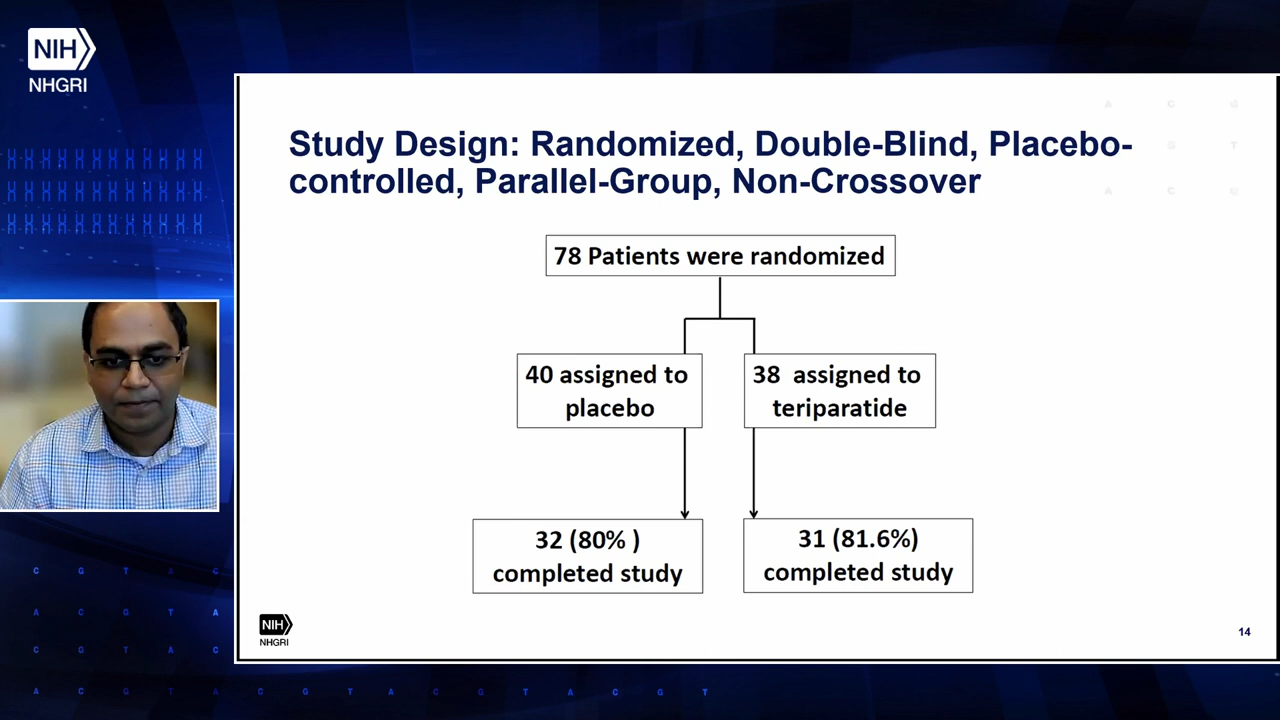 NIH
NHGRI
Study Design: Randomized, Double-Blind, Placebo-
controlled, Parallel-Group, Non-Crossover
78 Patients were randomized
40 assigned to
placebo
38 assigned to
teriparatide
32 (80% )
completed study
31 (81.6%)
completed study
NIH
NHGRI
14
C G T A C
A C G T A
C G T A C
A C G T A C G T A C G T A C G T